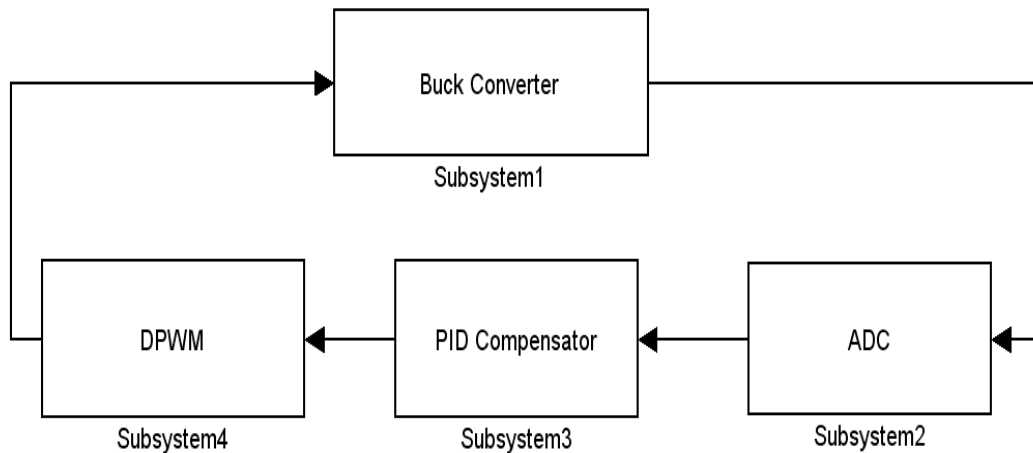 Buck Converter
Subsystem1
DPWM
Subsystem4
PID Compensator
Subsystem3
ADC
Subsystem2